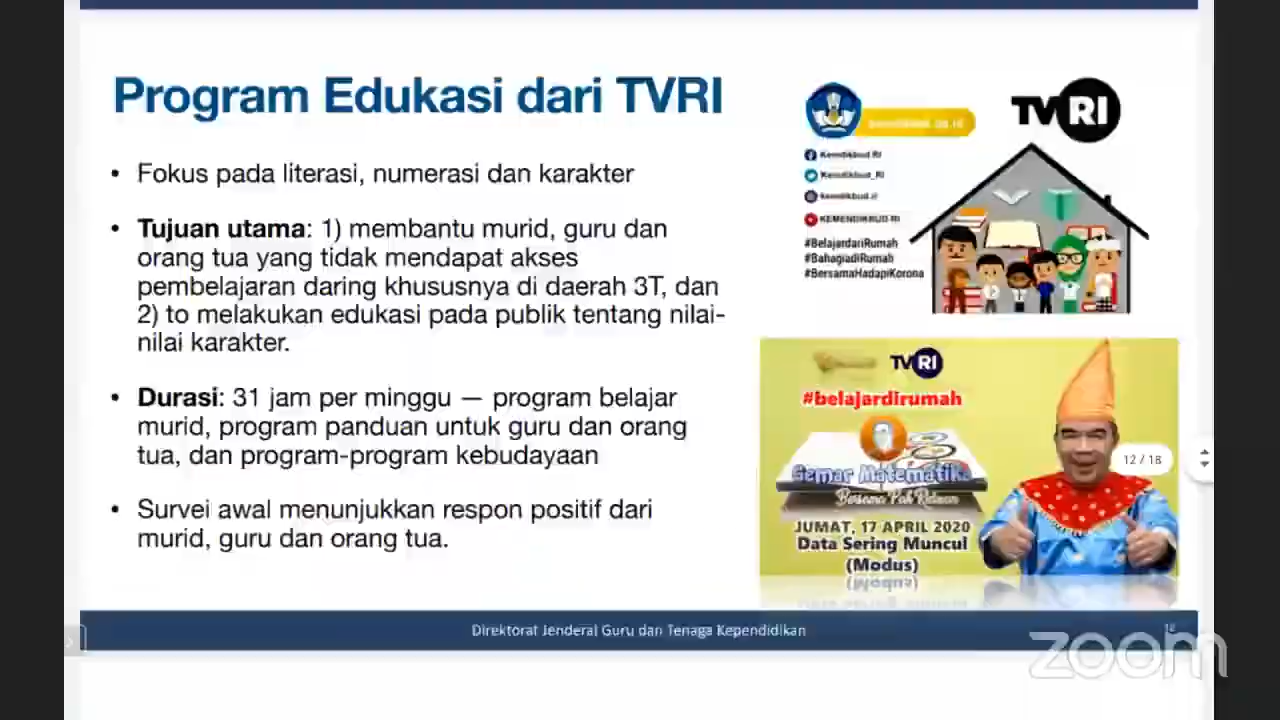 Program Edukasi dari TVRI
• Fokus pada literasi, numerasi dan karakter
• Tujuan utama: 1) membantu murid, guru dan
orang tua yang tidak mendapat akses
pembelajaran daring khususnya di daerah 3T, dan
2) to melakukan edukasi pada publik tentang nilai-
nilai karakter.
• Durasi: 31 jam per minggu — program belajar
murid, program panduan untuk guru dan orang
tua, dan program-program kebudayaan
• Survei awal menunjukkan respon positif dari
murid, guru dan orang tua.
TVRI
Kemdikbud RI
Kemdikbud_RI
kemdikbud.ri
KEMENDIKBUD RI
#BelajardariRumah
#BahagiadiRumah
#BersamaHadapiKorona
TVRI
#belajardirumah
Gemar Matematika
Bersama Pak Ridwan
JUMAT, 17 APRIL 2020
Data Sering Muncul
(Modus)
12 / 18
Direktorat Jenderal Guru dan Tenaga Kependidikan
12
zoom